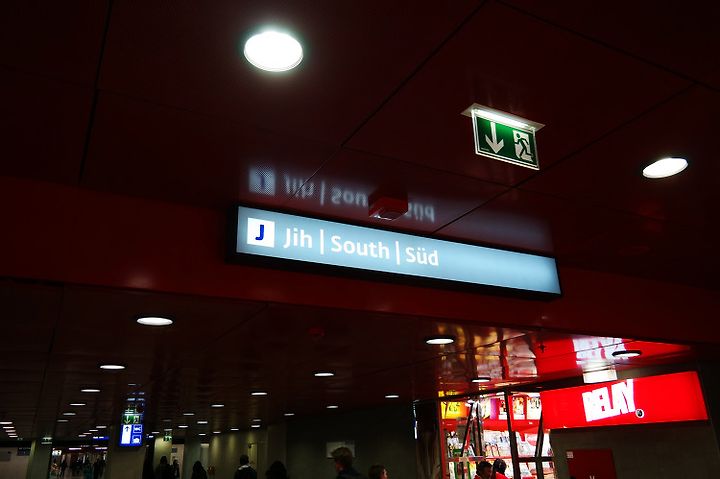 J Jih | South | Süd
RELAY